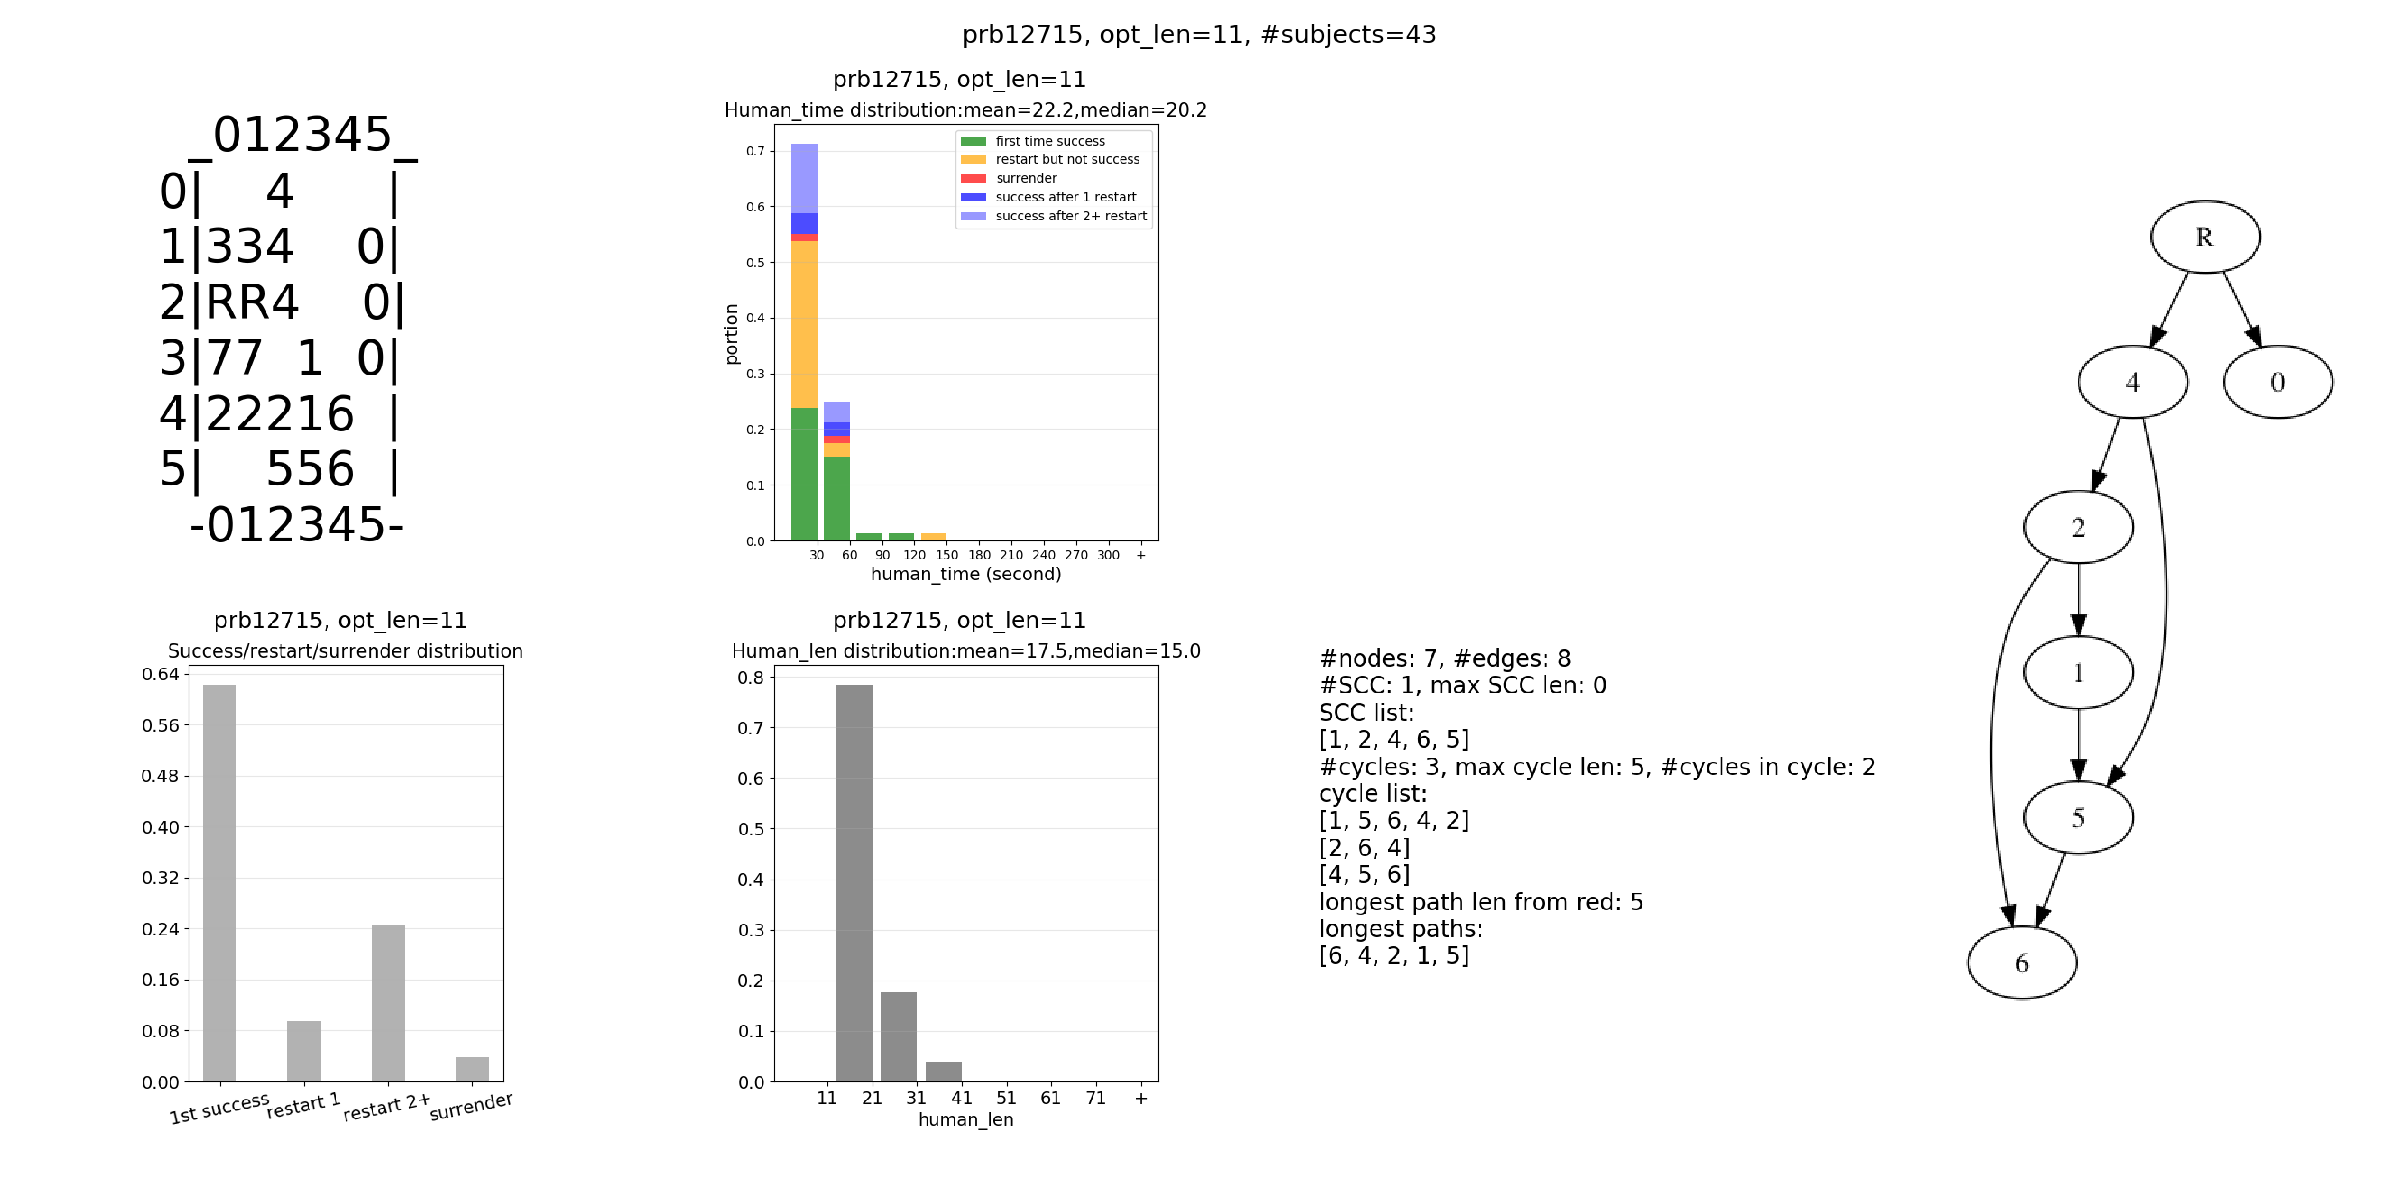 prb12715, opt_len=11, #subjects=43
_012345_
0|  4   |
1|334  0|
2|RR4  0|
3|77 1 0|
4|22216 |
5|  556 |
-012345-
prb12715, opt_len=11
Human_time distribution:mean=22.2,median=20.2
first time success
restart but not success
surrender
success after 1 restart
success after 2+ restart
portion
0.7
0.6
0.5
0.4
0.3
0.2
0.1
0.0
30 60 90 120 150 180 210 240 270 300 +
human_time (second)
prb12715, opt_len=11
Success/restart/surrender distribution
0.64
0.56
0.48
0.40
0.32
0.24
0.16
0.08
0.00
1st success restart 1 restart 2+ surrender
prb12715, opt_len=11
Human_len distribution:mean=17.5,median=15.0
0.8
0.7
0.6
0.5
0.4
0.3
0.2
0.1
0.0
11 21 31 41 51 61 71 +
human_len
#nodes: 7, #edges: 8
#SCC: 1, max SCC len: 0
SCC list:
[1, 2, 4, 6, 5]
#cycles: 3, max cycle len: 5, #cycles in cycle: 2
cycle list:
[1, 5, 6, 4, 2]
[2, 6, 4]
[4, 5, 6]
longest path len from red: 5
longest paths:
[6, 4, 2, 1, 5]
R
4 0
2
1
5
6